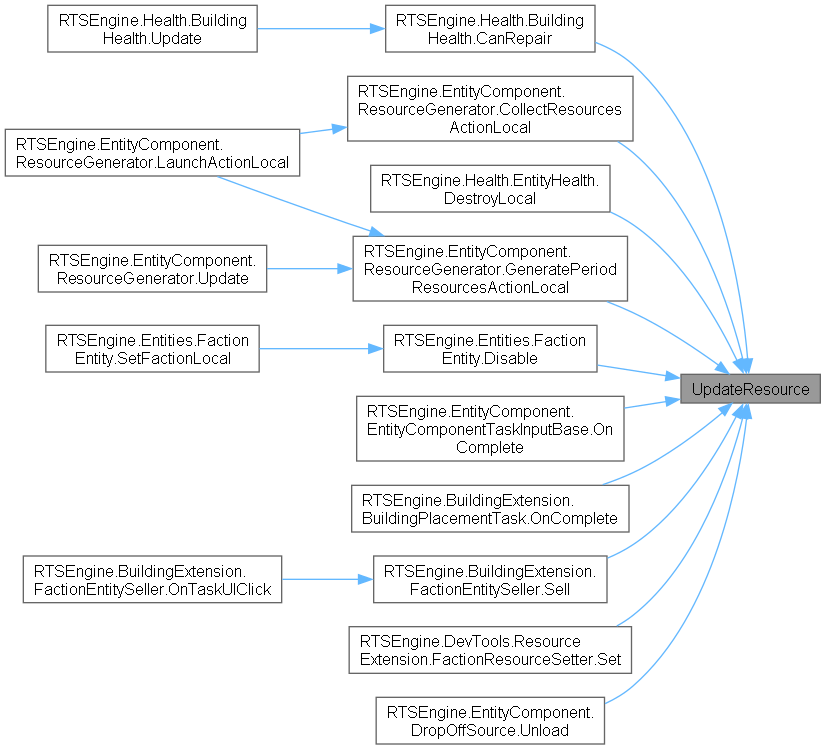 RTSEngine.Health.Building
Health.Update
RTSEngine.Health.Building
Health.CanRepair
RTSEngine.EntityComponent.
ResourceGenerator.CollectResources
ActionLocal
RTSEngine.EntityComponent.
ResourceGenerator.LaunchActionLocal
RTSEngine.Health.EntityHealth.
DestroyLocal
RTSEngine.EntityComponent.
ResourceGenerator.GeneratePeriod
ResourcesActionLocal
RTSEngine.EntityComponent.
ResourceGenerator.Update
RTSEngine.Entities.Faction
Entity.SetFactionLocal
RTSEngine.Entities.Faction
Entity.Disable
UpdateResource
RTSEngine.EntityComponent.
EntityComponentTaskInputBase.On
Complete
RTSEngine.BuildingExtension.
BuildingPlacementTask.OnComplete
RTSEngine.BuildingExtension.
FactionEntitySeller.OnTaskUIClick
RTSEngine.BuildingExtension.
FactionEntitySeller.Sell
RTSEngine.DevTools.Resource
Extension.FactionResourceSetter.Set
RTSEngine.EntityComponent.
DropOffSource.Unload